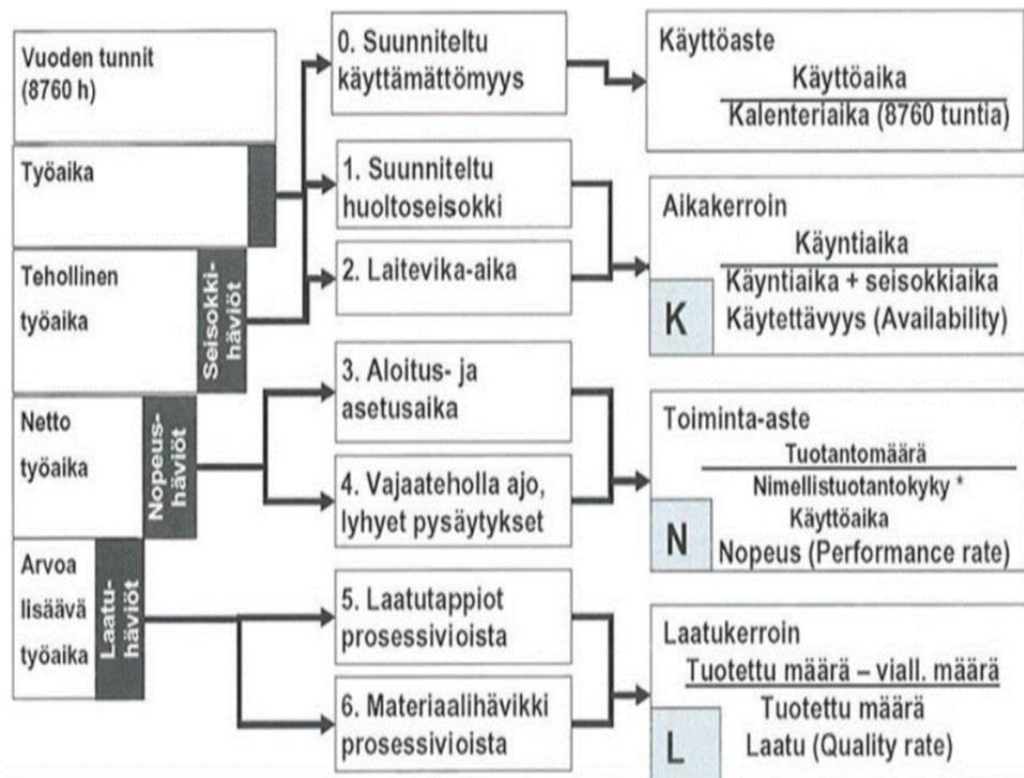 Vuoden tunnit
(8760 h)
Työaika
Tehollinen
työaika
Seisokki-
häviöt
Netto
työaika
Nopeus-
häviöt
Arvoa
lisäävä
työaika
Laatu-
häviöt
0. Suunniteltu
käyttämättömyys
1. Suunniteltu
huoltoseisokki
2. Laitevika-aika
3. Aloitus- ja
asetusaika
4. Vajaateholla ajo,
lyhyet pysäytykset
5. Laatutappiot
prosessivioista
6. Materiaalihävikki
prosessivioista
Käyttöaste
Käyttöaika
Kalenteriaika (8760 tuntia)
Aikakerroin
Käyntiaika
Käyntiaika + seisokkiaika
K
Käytettävyys (Availability)
Toiminta-aste
Tuotantomäärä
Nimellistuotantokyky *
Käyttöaika
N
Nopeus (Performance rate)
Laatukerroin
Tuotettu määrä – viall. määrä
Tuotettu määrä
L
Laatu (Quality rate)